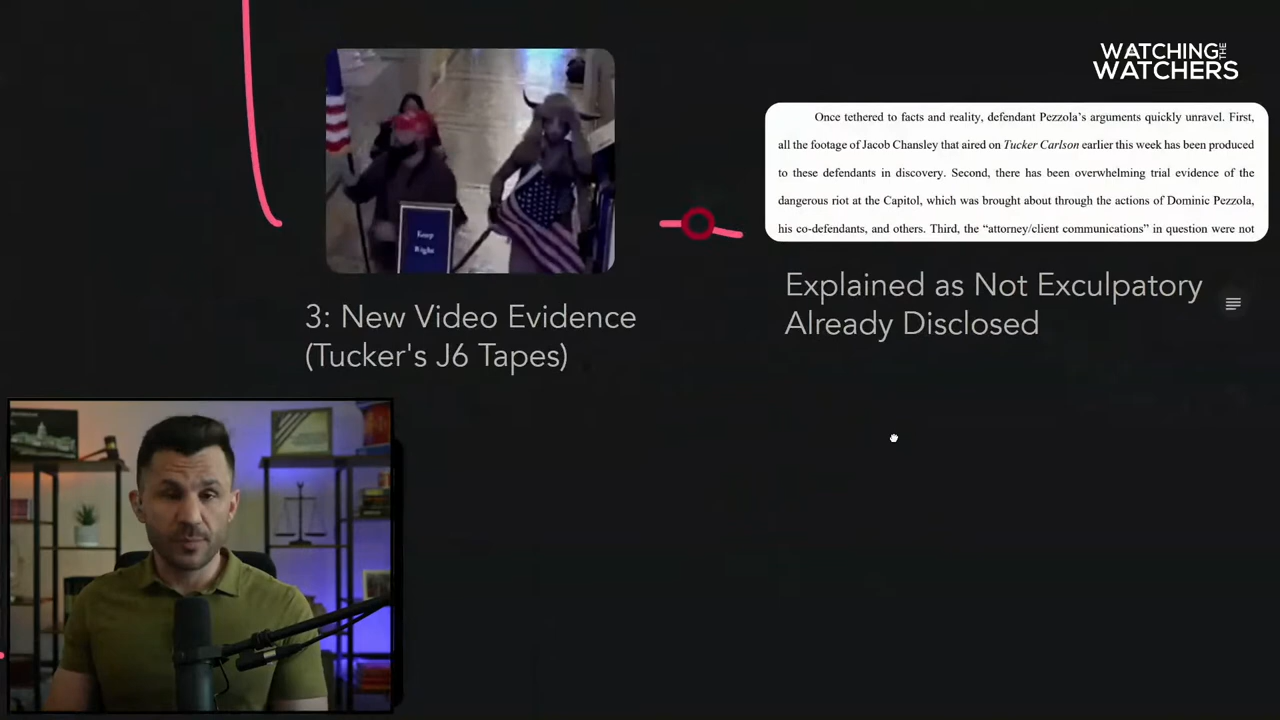 WATCHING THE
WATCHERS
Keep
Right
Once tethered to facts and reality, defendant Pezzola's arguments quickly unravel. First,
all the footage of Jacob Chansley that aired on Tucker Carlson earlier this week has been produced
to these defendants in discovery. Second, there has been overwhelming trial evidence of the
dangerous riot at the Capitol, which was brought about through the actions of Dominic Pezzola,
his co-defendants, and others. Third, the “attorney/client communications” in question were not
3: New Video Evidence
(Tucker's J6 Tapes)
Explained as Not Exculpatory
Already Disclosed